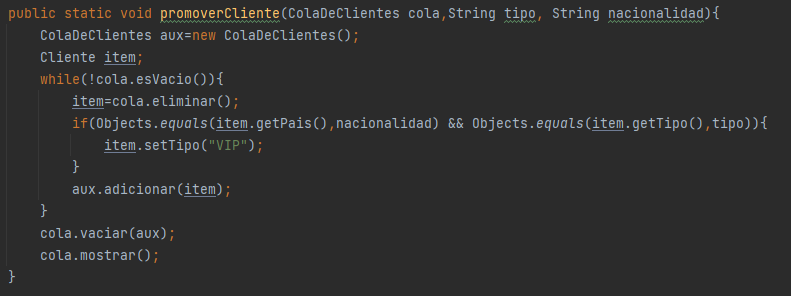 public static void promoverCliente(ColaDeClientes cola,String tipo, String nacionalidad){
    ColaDeClientes aux=new ColaDeClientes();
    Cliente item;
    while(!cola.esVacio()){
        item=cola.eliminar();
        if(Objects.equals(item.getPais(),nacionalidad) && Objects.equals(item.getTipo(),tipo)){
            item.setTipo("VIP");
        }
        aux.adicionar(item);
    }
    cola.vaciar(aux);
    cola.mostrar();
}